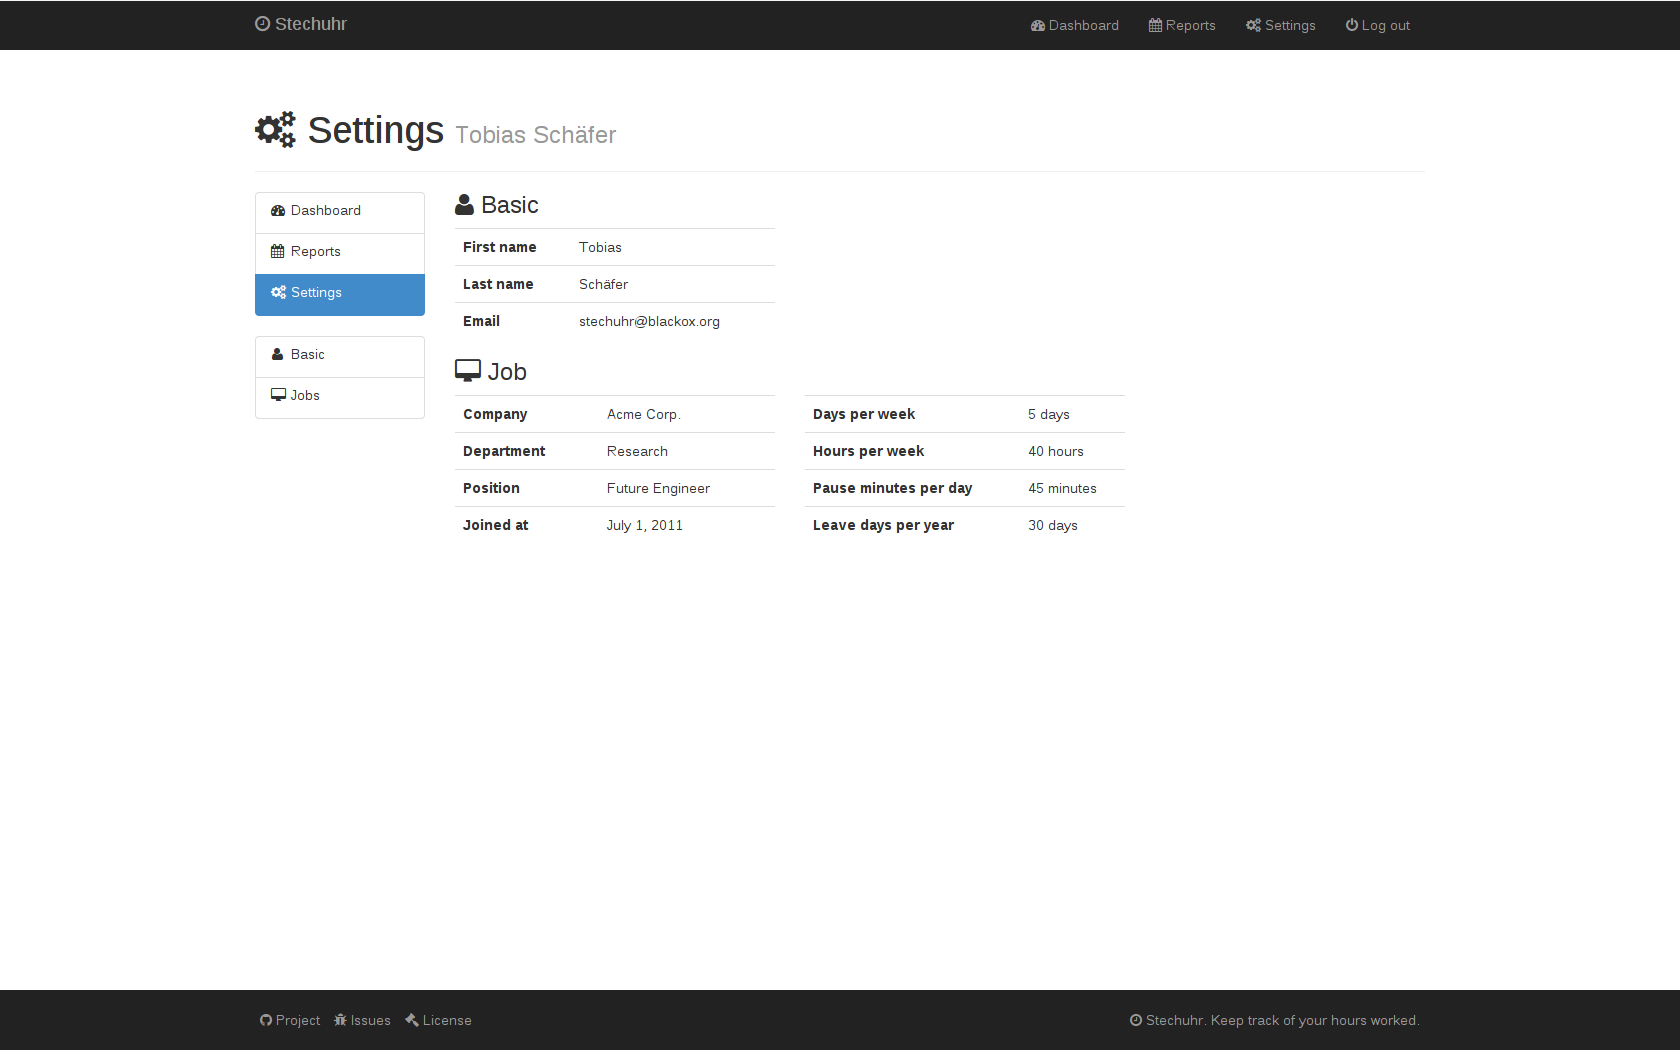 Stechuhr
Dashboard Reports Settings Log out
Settings Tobias Schäfer
Dashboard
Reports
Settings
Basic
Jobs
Basic
First name Tobias
Last name Schäfer
Email stechuhr@blackox.org
Job
Company Acme Corp.
Department Research
Position Future Engineer
Joined at July 1, 2011
Days per week 5 days
Hours per week 40 hours
Pause minutes per day 45 minutes
Leave days per year 30 days
Project Issues License
Stechuhr. Keep track of your hours worked.